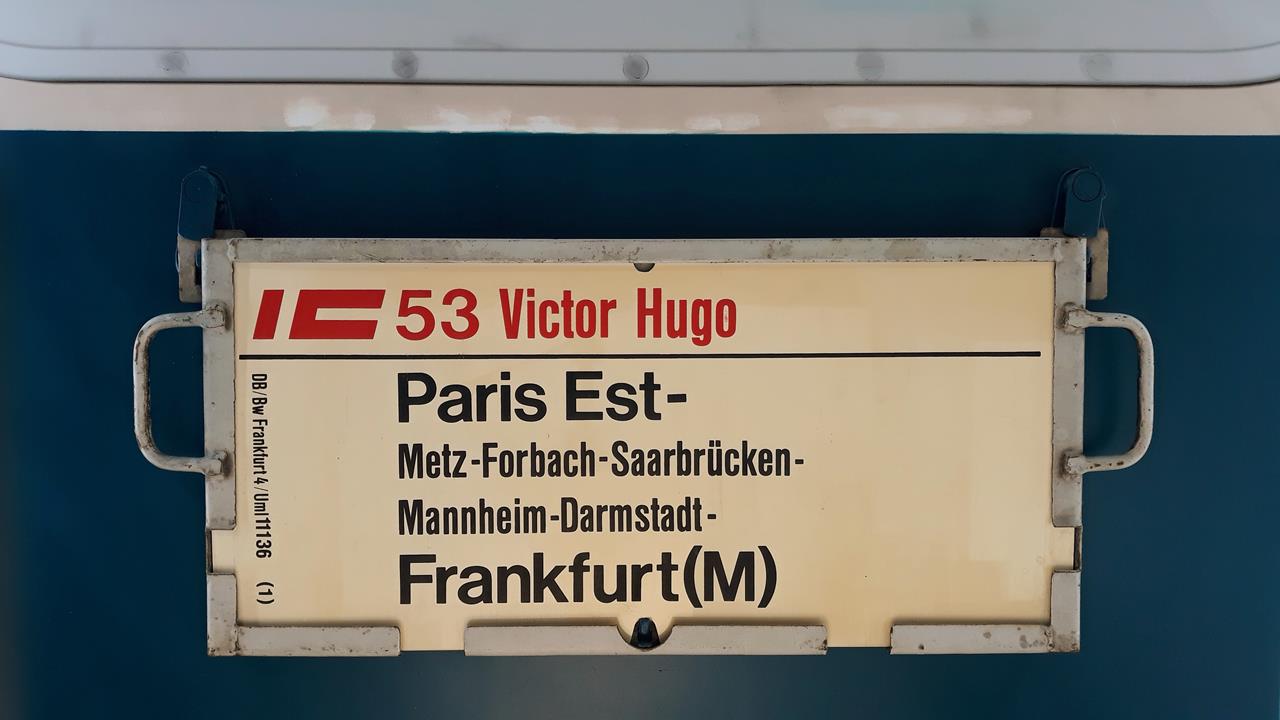 IC 53 Victor Hugo
Paris Est-
Metz-Forbach-Saarbrücken-
Mannheim-Darmstadt-
Frankfurt(M)
DB/Bw Frankfurt 4/Uml 11136 (1)